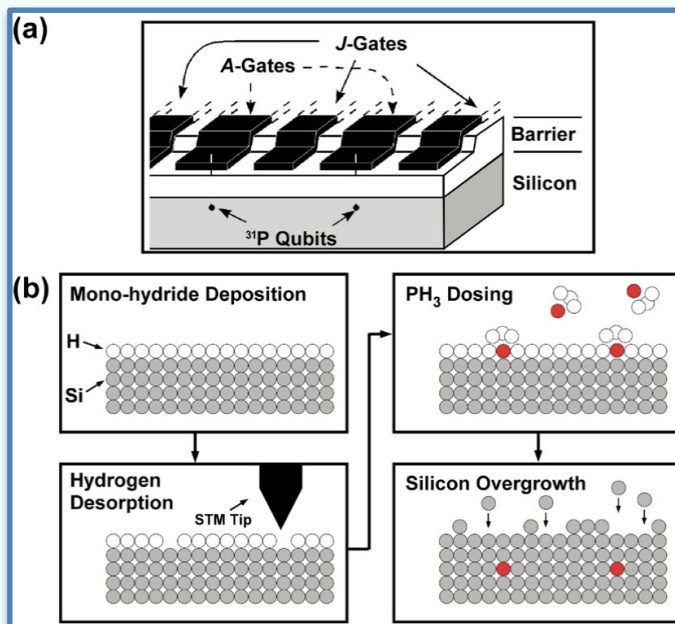 (a)
J-Gates
A-Gates
Barrier
Silicon
³¹P Qubits
(b)
Mono-hydride Deposition
H
Si
PH₃ Dosing
Hydrogen
Desorption
STM Tip
Silicon Overgrowth